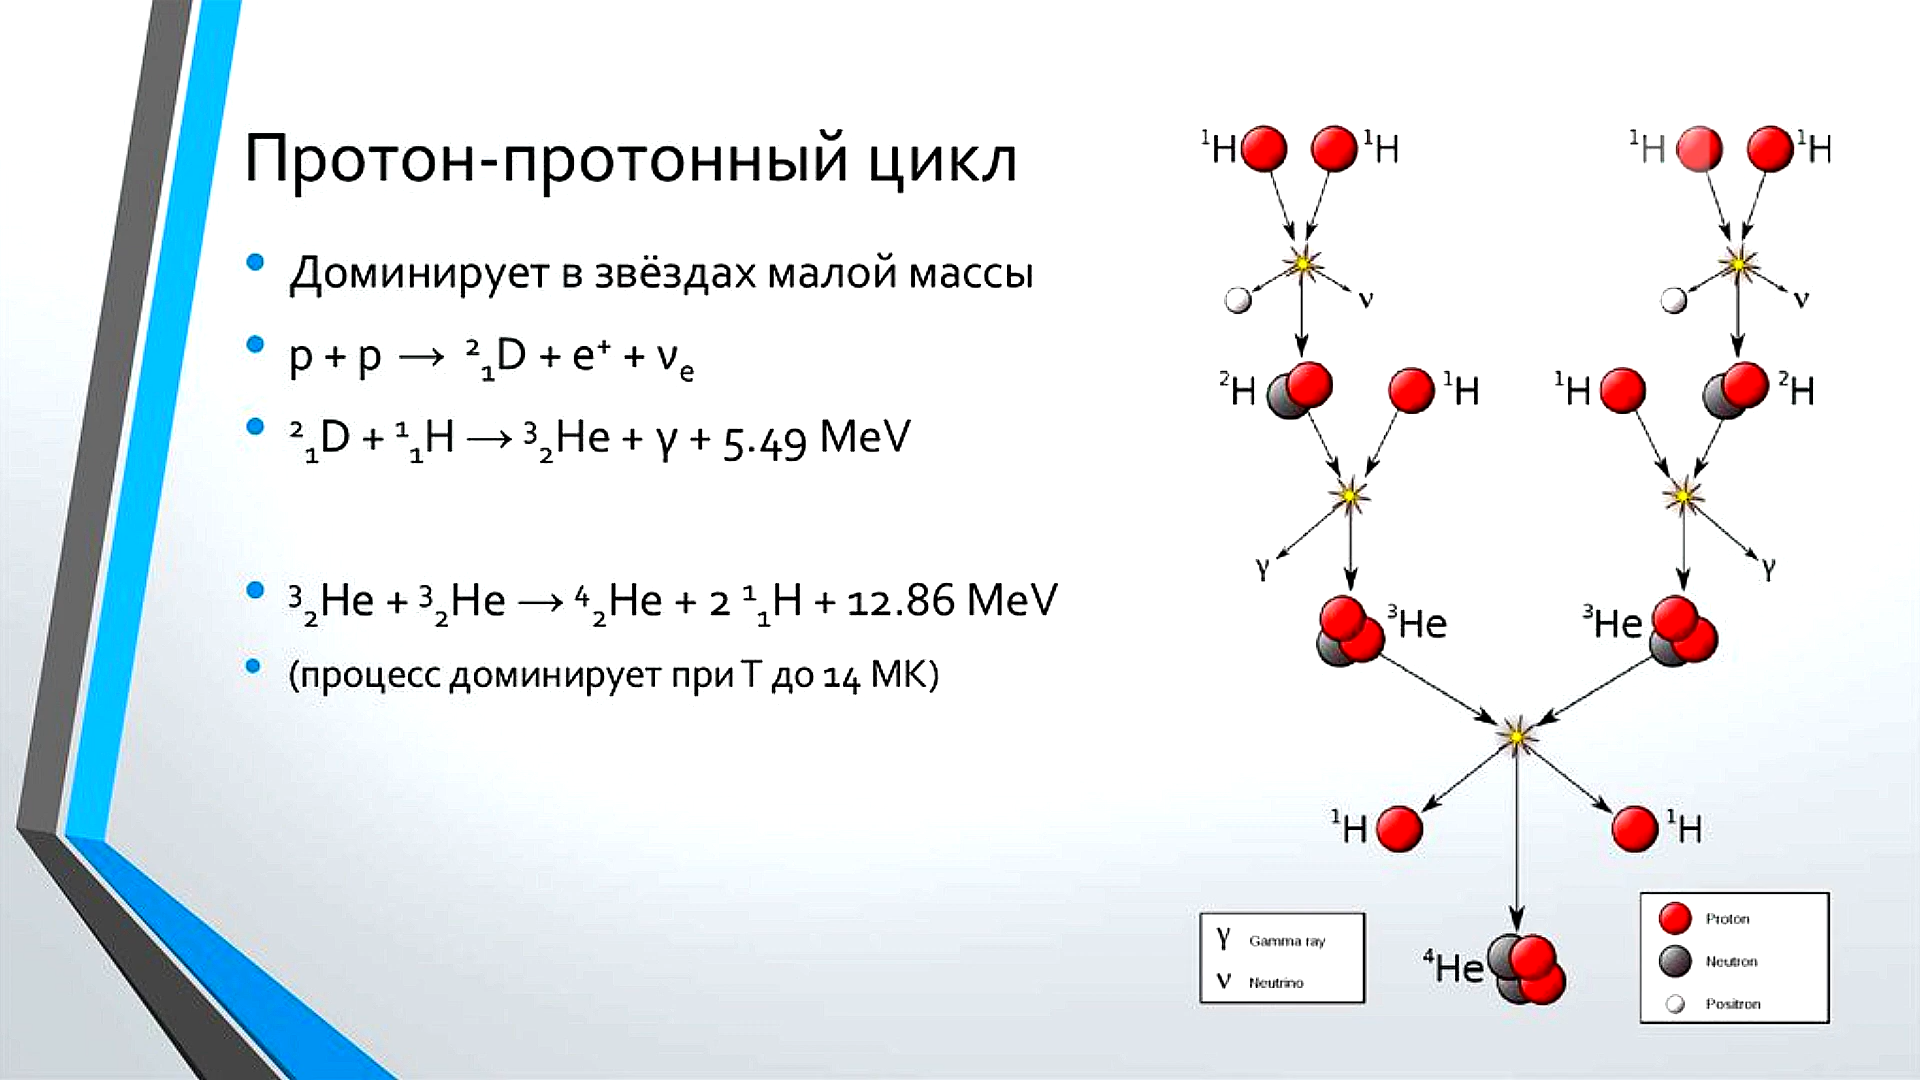 Протон-протонный цикл
• Доминирует в звёздах малой массы
• p + p → ²₁D + e⁺ + νₑ
• ²₁D + ¹₁H → ³₂He + γ + 5.49 MeV
• ³₂He + ³₂He → ⁴₂He + 2 ¹₁H + 12.86 MeV
• (процесс доминирует при T до 14 МК)
¹H ¹H ¹H ¹H
ν ν
²H ¹H ¹H ²H
γ γ
³He ³He
¹H ¹H
⁴He
γ Gamma ray
ν Neutrino
Proton
Neutron
Positron